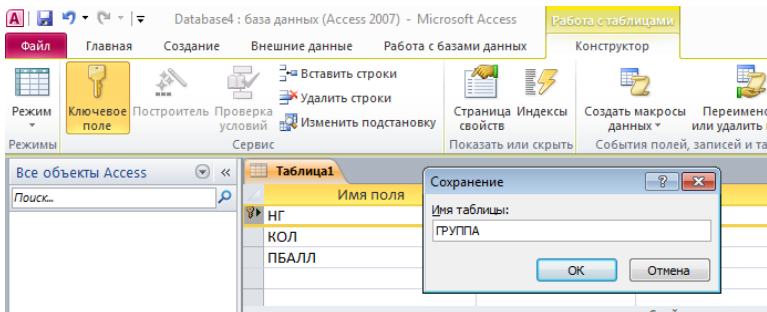 Database4 : база данных (Access 2007) - Microsoft Access
Работа с таблицами
Файл Главная Создание Внешние данные Работа с базами данных Конструктор
Режим
Ключевое поле
Построитель
Проверка условий
Вставить строки
Удалить строки
Изменить подстановку
Страница свойств
Индексы
Создать макросы данных
Режимы
Сервис
Показать или скрыть
События полей, записей и та
Все объекты Access
Поиск...
Таблица1
Имя поля
НГ
КОЛ
ПБАЛЛ
Сохранение
Имя таблицы:
ГРУППА
ОК
Отмена